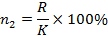 n₂ = R/K × 100%